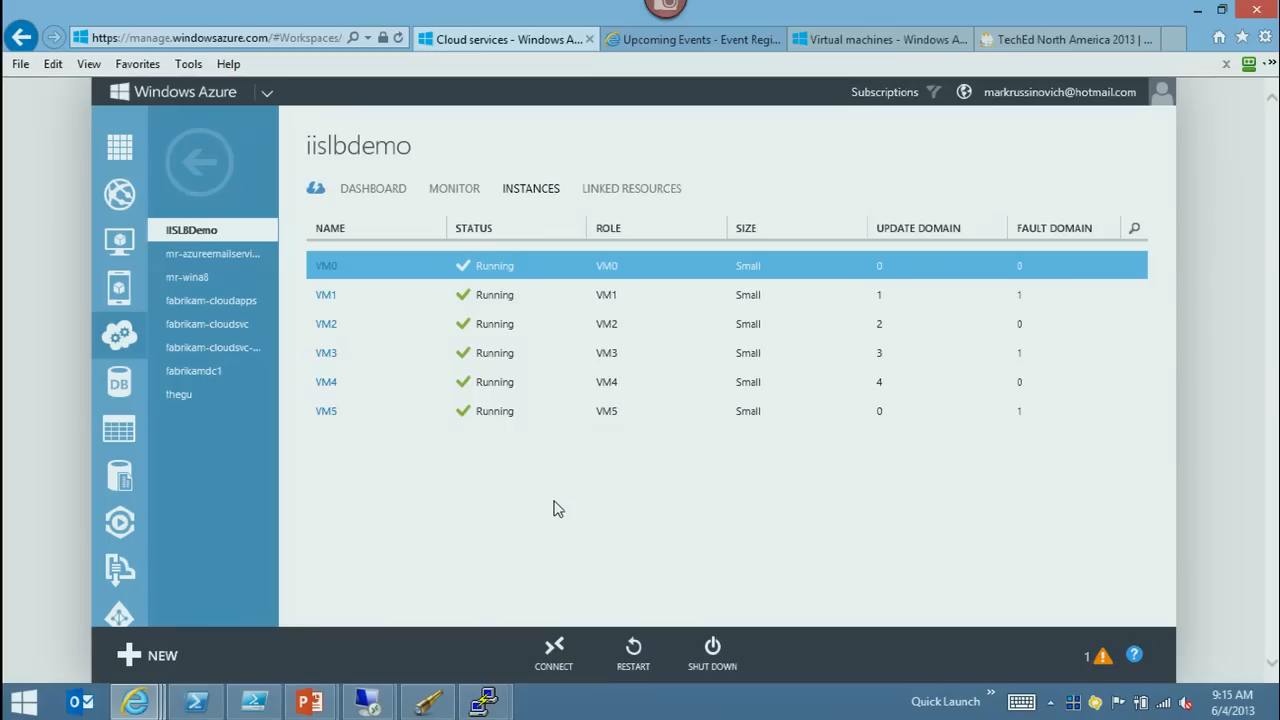 https://manage.windowsazure.com/#Workspaces/
Cloud services - Windows A...
Upcoming Events - Event Regi...
Virtual machines - Windows A...
TechEd North America 2013 | ...
File Edit View Favorites Tools Help
Windows Azure
Subscriptions
markrussinovich@hotmail.com
iislbdemo
DASHBOARD MONITOR INSTANCES LINKED RESOURCES
IISLBDemo
mr-azureemailservi...
mr-wina8
fabrikam-cloudapps
fabrikam-cloudsvc
fabrikam-cloudsvc-...
fabrikamdc1
thegu
DB
NAME STATUS ROLE SIZE UPDATE DOMAIN FAULT DOMAIN
VM0 Running VM0 Small 0 0
VM1 Running VM1 Small 1 1
VM2 Running VM2 Small 2 0
VM3 Running VM3 Small 3 1
VM4 Running VM4 Small 4 0
VM5 Running VM5 Small 0 1
NEW
CONNECT RESTART SHUT DOWN
1
?
Quick Launch
9:15 AM
6/4/2013